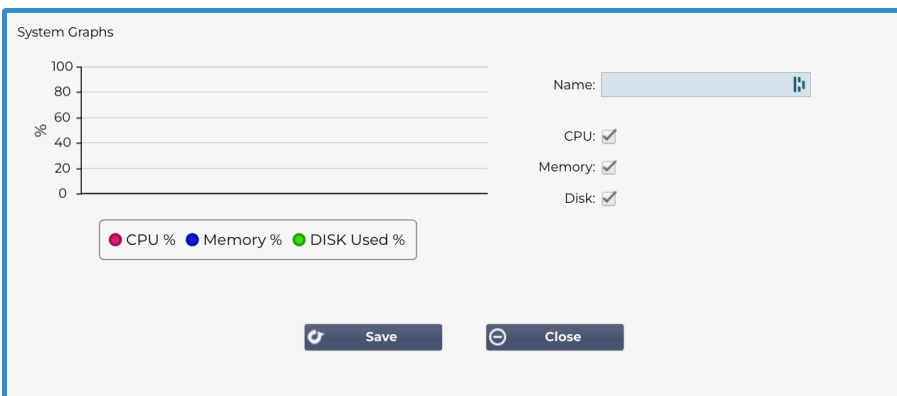 System Graphs
100
80
60
40
20
0
%
Name:
CPU:
Memory:
Disk:
CPU % Memory % DISK Used %
Save Close